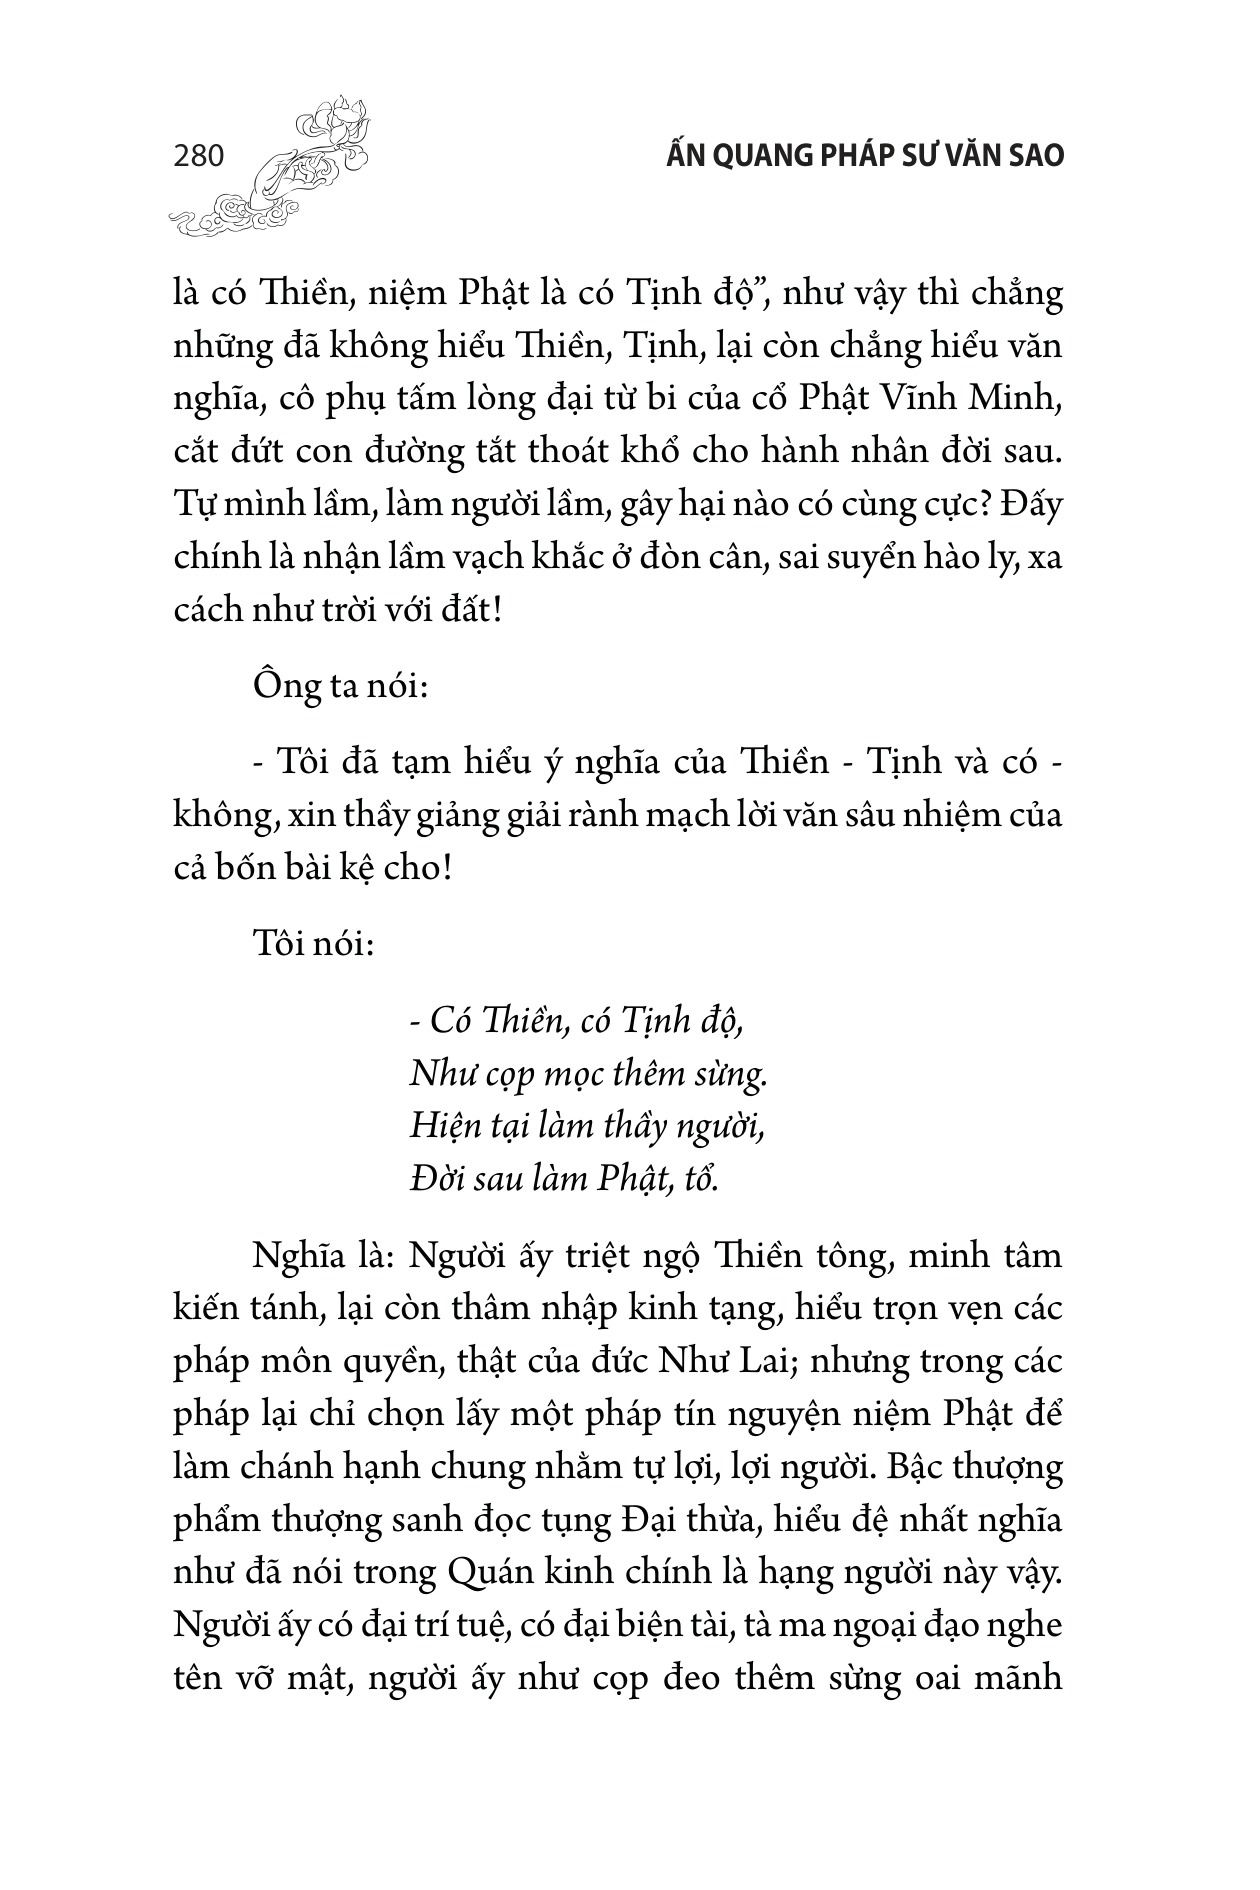 280
ẤN QUANG PHÁP SƯ VĂN SAO
là có Thiền, niệm Phật là có Tịnh độ”, như vậy thì chẳng
những đã không hiểu Thiền, Tịnh, lại còn chẳng hiểu văn
nghĩa, cô phụ tấm lòng đại từ bi của cổ Phật Vĩnh Minh,
cắt đứt con đường tắt thoát khổ cho hành nhân đời sau.
Tự mình lầm, làm người lầm, gây hại nào có cùng cực? Đấy
chính là nhận lầm vạch khắc ở đòn cân, sai suyển hào ly, xa
cách như trời với đất!
Ông ta nói:
- Tôi đã tạm hiểu ý nghĩa của Thiền - Tịnh và có -
không, xin thầy giảng giải rành mạch lời văn sâu nhiệm của
cả bốn bài kệ cho!
Tôi nói:
- Có Thiền, có Tịnh độ,
Như cọp mọc thêm sừng.
Hiện tại làm thầy người,
Đời sau làm Phật, tổ.
Nghĩa là: Người ấy triệt ngộ Thiền tông, minh tâm
kiến tánh, lại còn thâm nhập kinh tạng, hiểu trọn vẹn các
pháp môn quyền, thật của đức Như Lai; nhưng trong các
pháp lại chỉ chọn lấy một pháp tín nguyện niệm Phật để
làm chánh hạnh chung nhằm tự lợi, lợi người. Bậc thượng
phẩm thượng sanh đọc tụng Đại thừa, hiểu đệ nhất nghĩa
như đã nói trong Quán kinh chính là hạng người này vậy.
Người ấy có đại trí tuệ, có đại biện tài, tà ma ngoại đạo nghe
tên vỡ mật, người ấy như cọp đeo thêm sừng oai mãnh